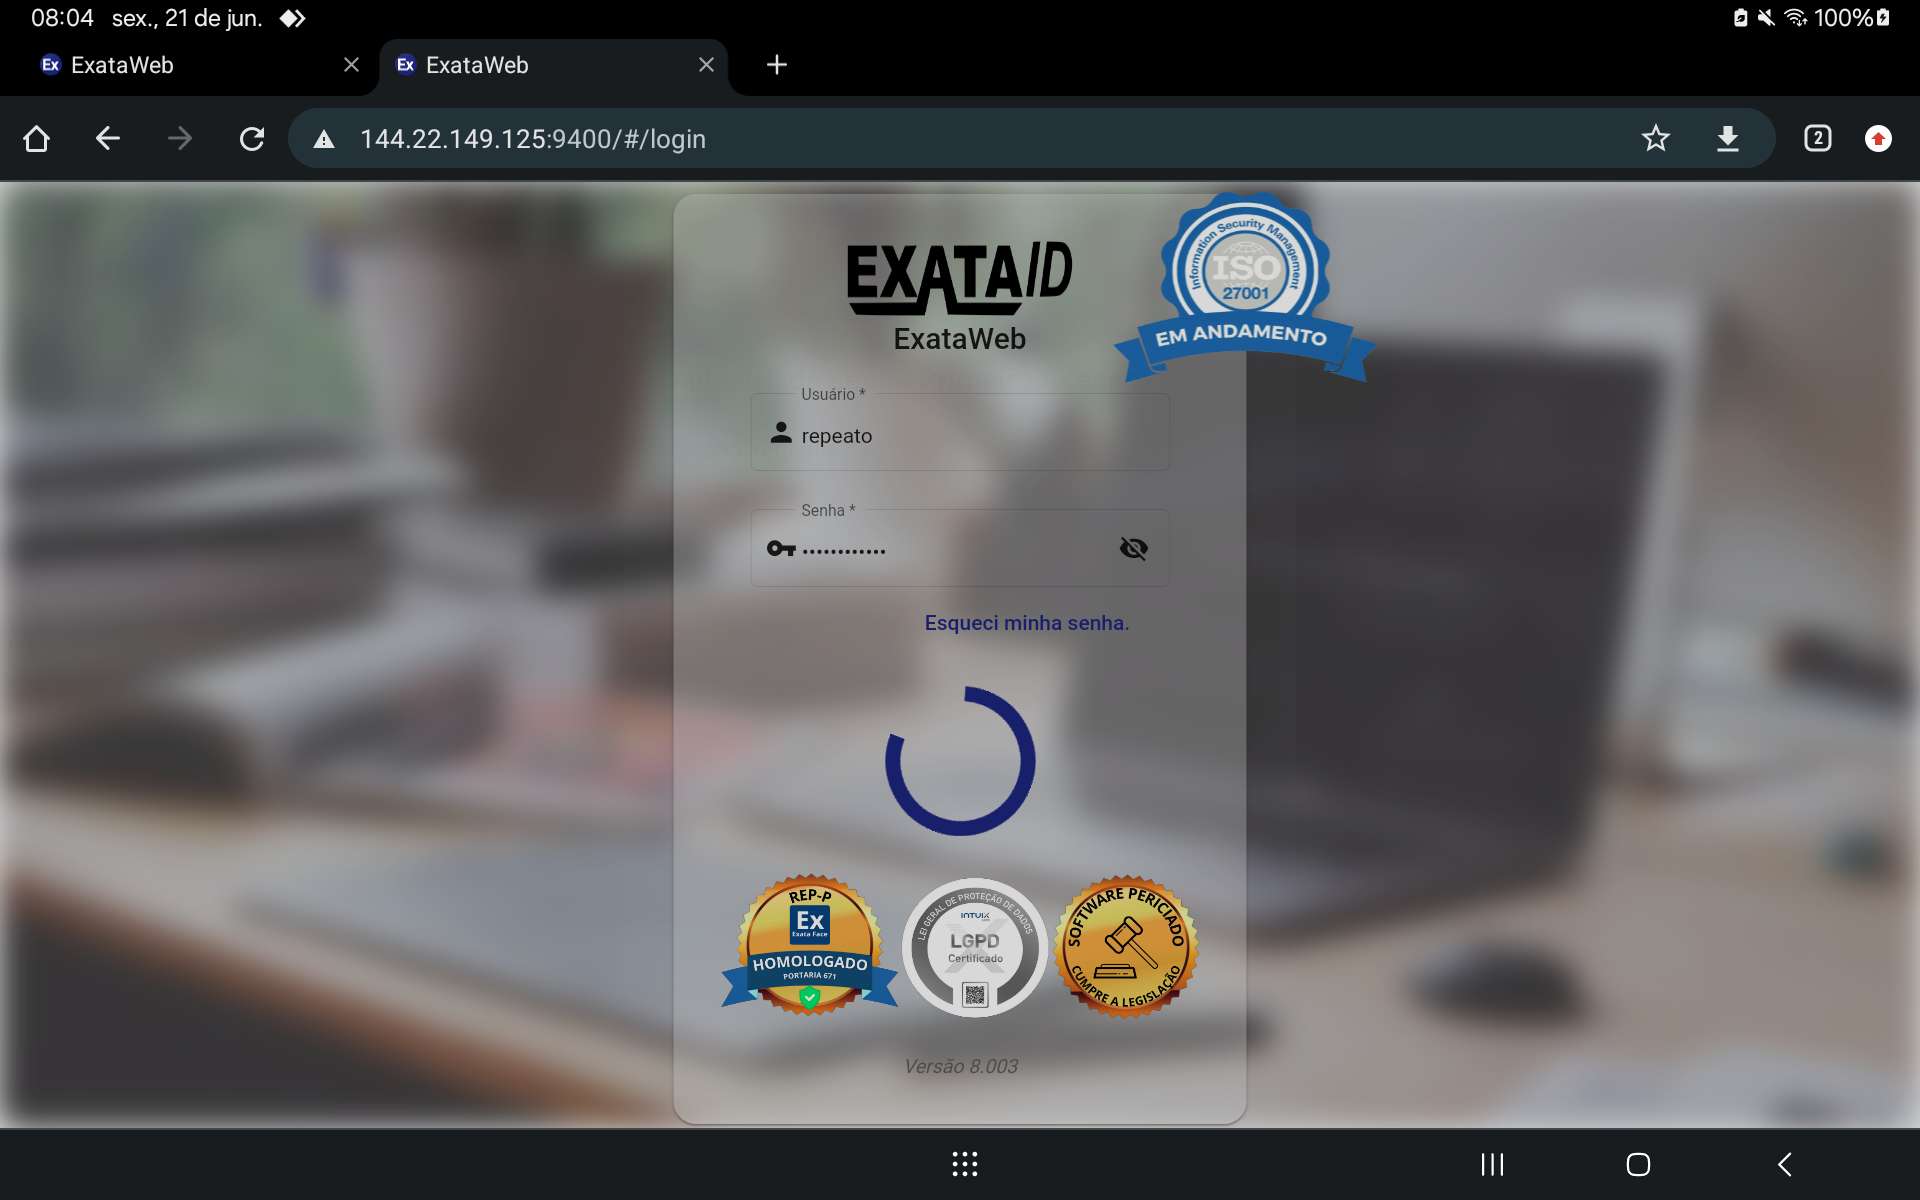 08:04 sex., 21 de jun. 100%
Ex ExataWeb
Ex ExataWeb
144.22.149.125:9400/#/login 2
EXATA ID
ExataWeb
Information Security Management
ISO
27001
EM ANDAMENTO
Usuário *
repeato
Senha *
••••••••••••
Esqueci minha senha.
REP-P
Ex
Exata Face
HOMOLOGADO
PORTARIA 671
LEI GERAL DE PROTEÇÃO DE DADOS
INTUIX
LGPD
Certificado
SOFTWARE PERICIADO
CUMPRE A LEGISLAÇÃO
Versão 8.003